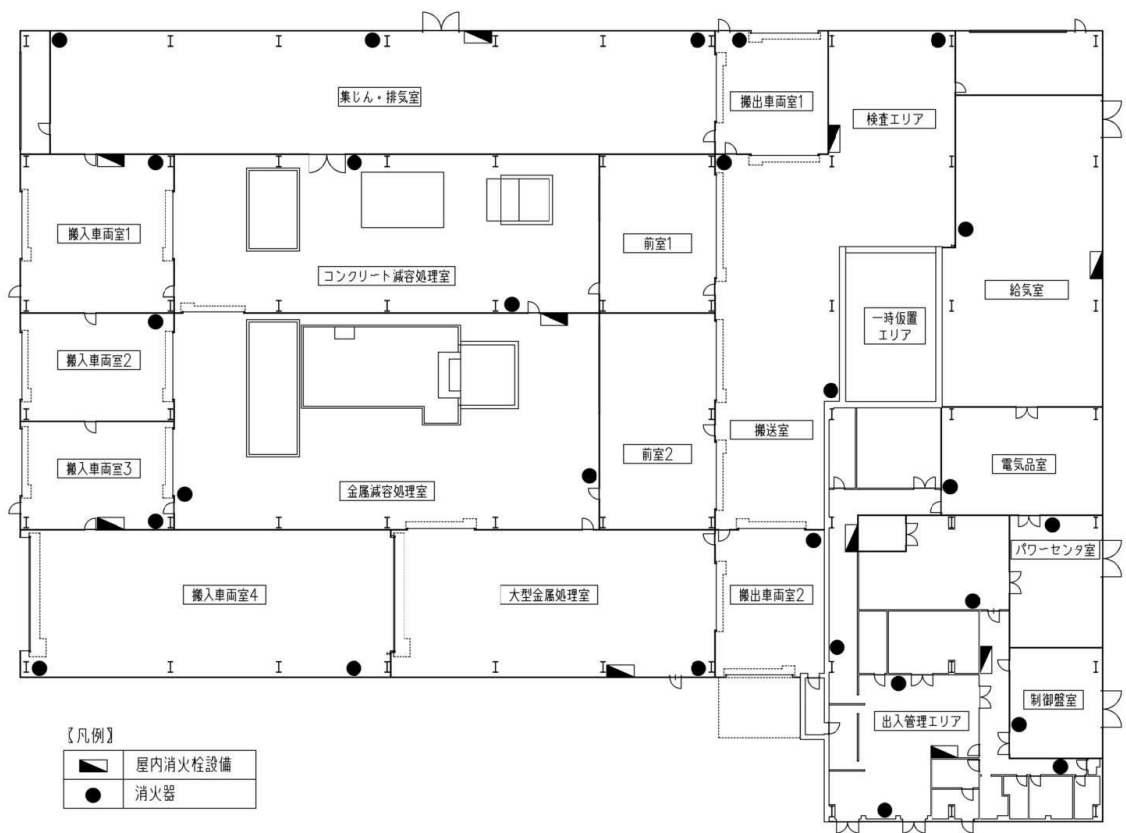 集じん・排気室
搬出車両室1
検査エリア
搬入車両室1
コンクリート減容処理室
前室1
給気室
一時仮置
エリア
搬入車両室2
搬入車両室3
金属減容処理室
前室2
搬送室
電気品室
パワーセンタ室
搬入車両室4
大型金属処理室
搬出車両室2
出入管理エリア
制御盤室
【凡例】
屋内消火栓設備
消火器